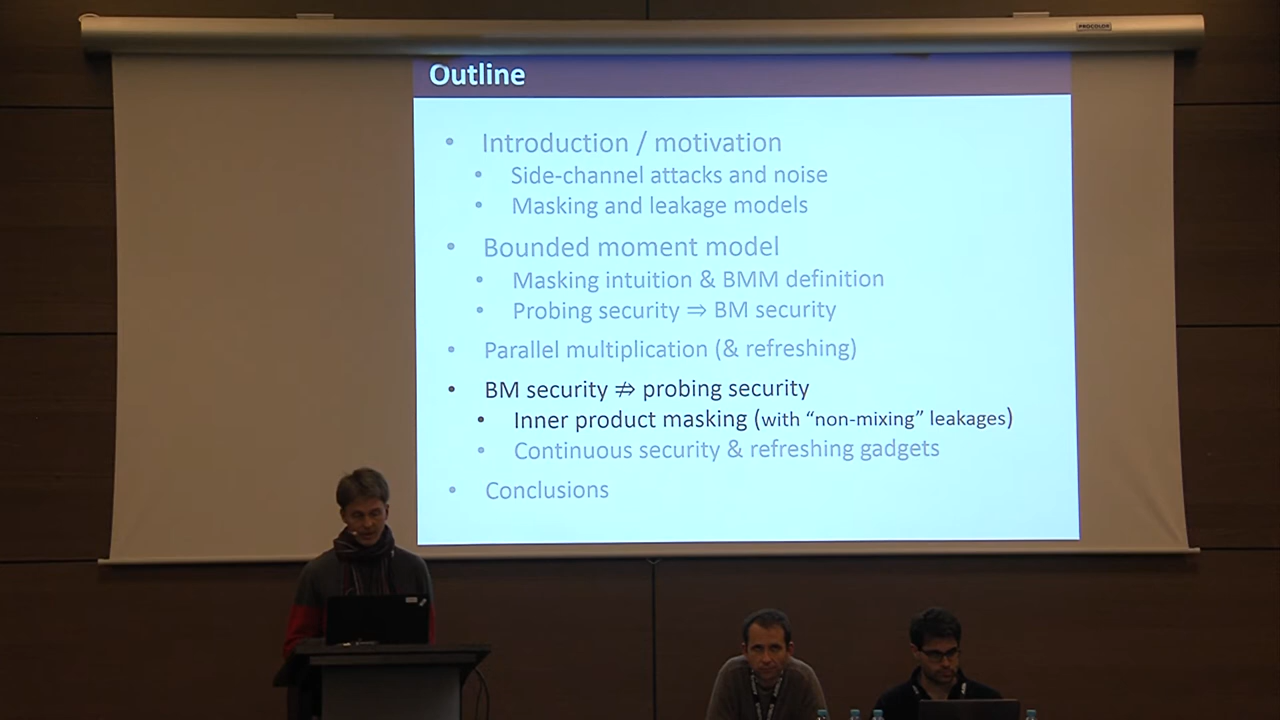 PROCOLOR
Outline
• Introduction / motivation
• Side-channel attacks and noise
• Masking and leakage models
• Bounded moment model
• Masking intuition & BMM definition
• Probing security ⇒ BM security
• Parallel multiplication (& refreshing)
• BM security ⇏ probing security
• Inner product masking (with “non-mixing” leakages)
• Continuous security & refreshing gadgets
• Conclusions